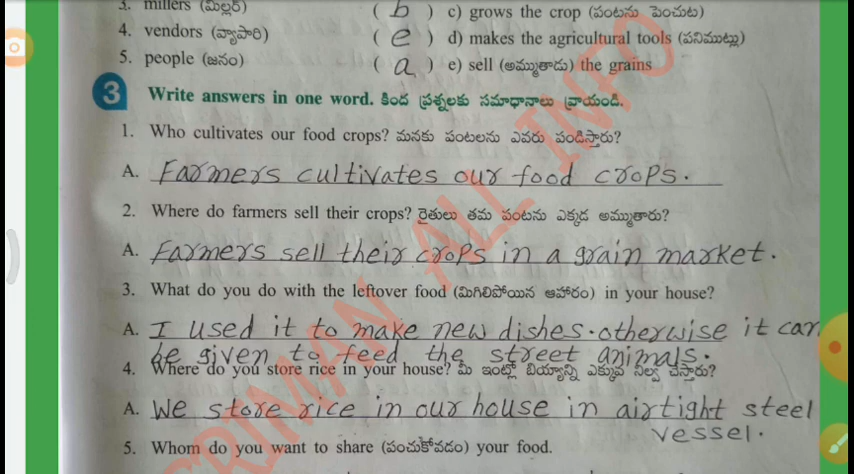 3. millers (మిల్లర్) ( b ) c) grows the crop (పంటను పెంచుట)
4. vendors (వ్యాపారి) ( e ) d) makes the agricultural tools (పనిముట్లు)
5. people (జనం) ( a ) e) sell (అమ్ముతాడు) the grains
3 Write answers in one word. కింద ప్రశ్నలకు సమాధానాలు వ్రాయండి.
1. Who cultivates our food crops? మనకు పంటలను ఎవరు పండిస్తారు?
A. Farmers cultivates our food crops.
2. Where do farmers sell their crops? రైతులు తమ పంటను ఎక్కడ అమ్ముతారు?
A. Farmers sell their crops in a grain market.
3. What do you do with the leftover food (మిగిలిపోయిన ఆహారం) in your house?
A. I used it to make new dishes. otherwise it can
be given to feed the street animals.
4. Where do you store rice in your house? మీ ఇంట్లో బియ్యాన్ని ఎక్కువ నిల్వ చేస్తారు?
A. We store rice in our house in airtight steel
vessel.
5. Whom do you want to share (పంచుకోవడం) your food.
SRIMAN ALL INFO